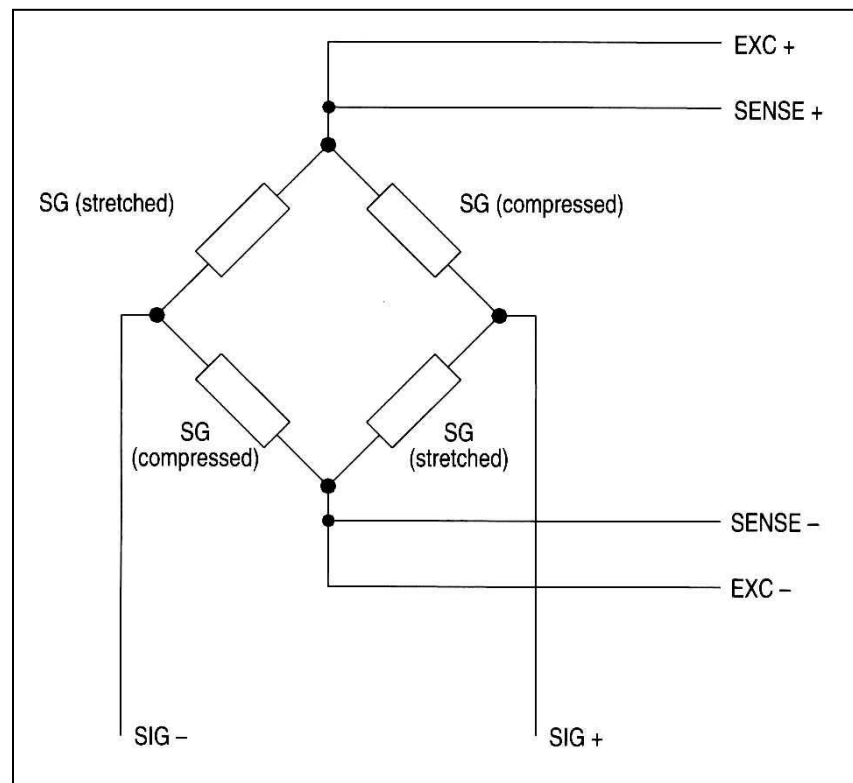 EXC +
SENSE +
SG (stretched)
SG (compressed)
SG
(compressed)
SG
(stretched)
SENSE –
EXC –
SIG –
SIG +